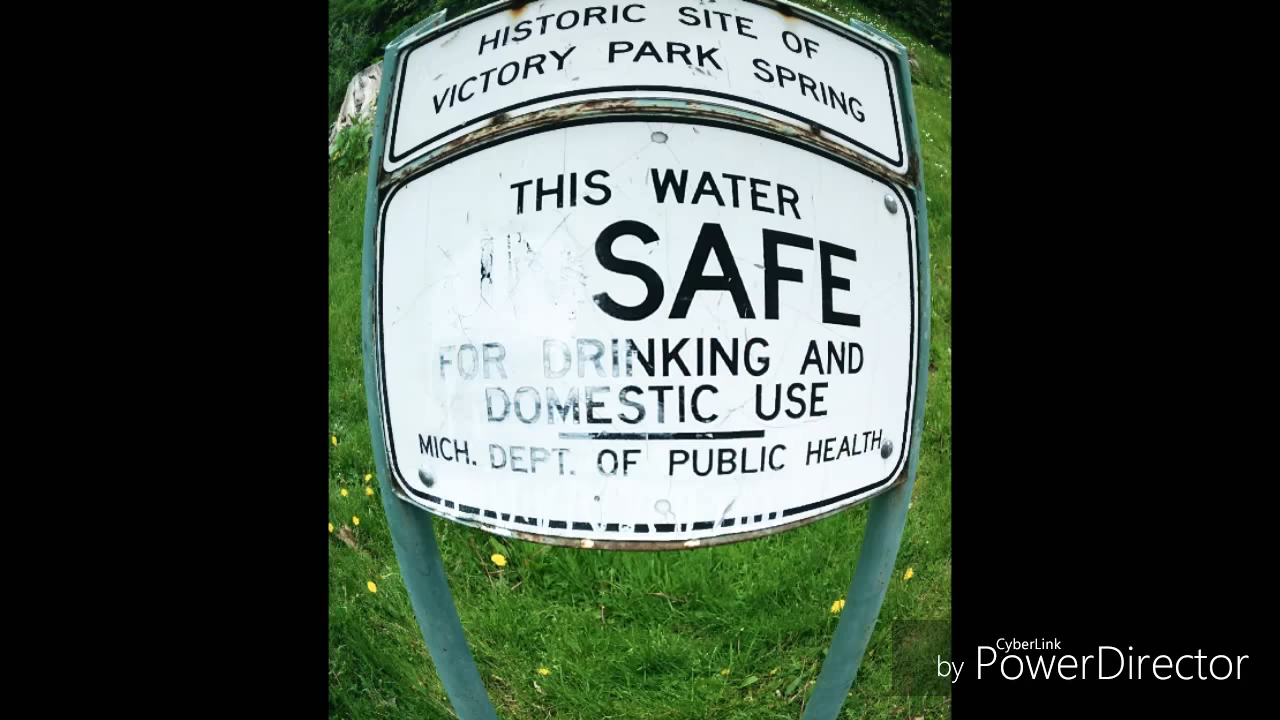 HISTORIC SITE OF
VICTORY PARK SPRING
THIS WATER
SAFE
FOR DRINKING AND
DOMESTIC USE
MICH. DEPT. OF PUBLIC HEALTH
CyberLink
by PowerDirector